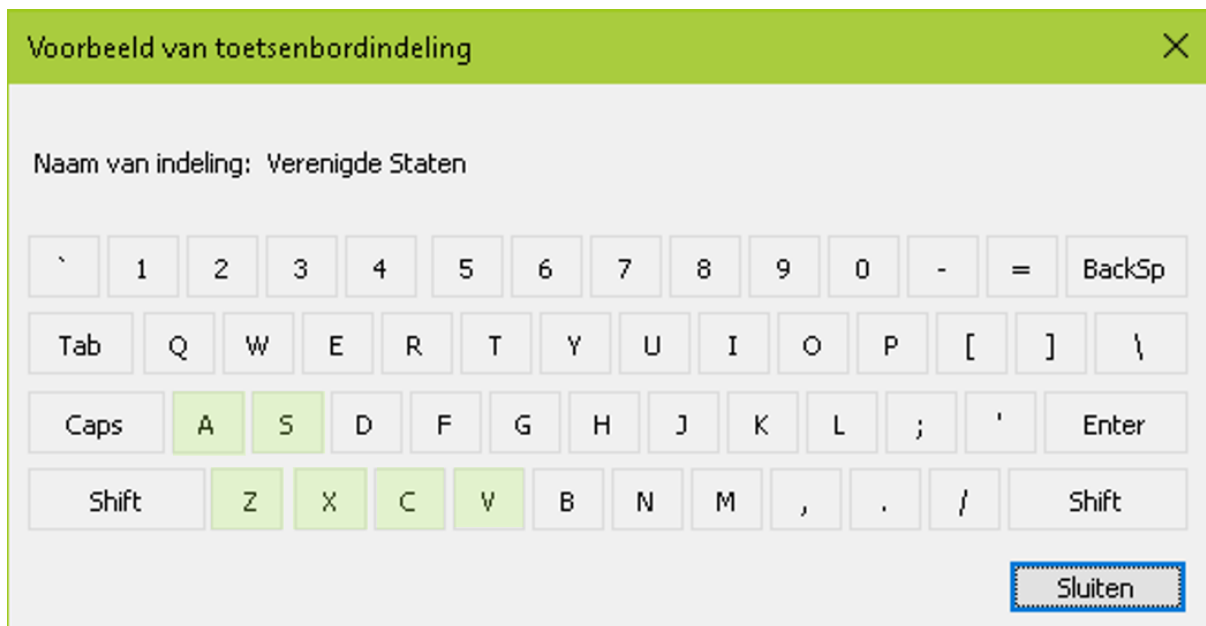 Voorbeeld van toetsenbordindeling
Naam van indeling: Verenigde Staten
` 1 2 3 4 5 6 7 8 9 0 - = BackSp
Tab Q W E R T Y U I O P [ ] \
Caps A S D F G H J K L ; ' Enter
Shift Z X C V B N M , . / Shift
Sluiten